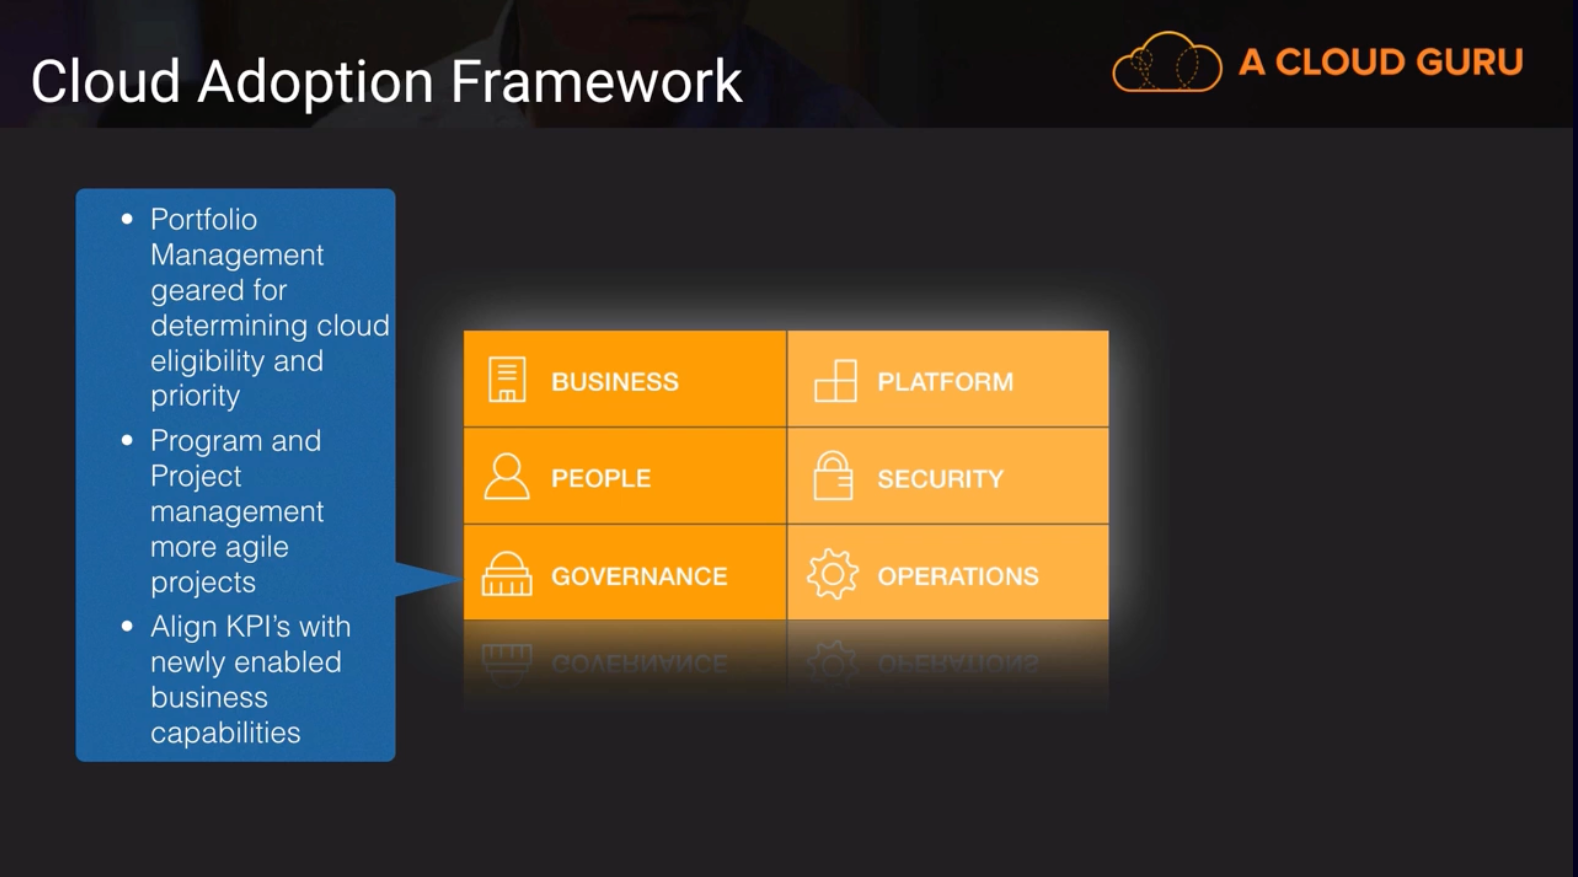 Cloud Adoption Framework
A CLOUD GURU
• Portfolio
Management
geared for
determining cloud
eligibility and
priority
• Program and
Project
management
more agile
projects
• Align KPI's with
newly enabled
business
capabilities
BUSINESS
PLATFORM
PEOPLE
SECURITY
GOVERNANCE
OPERATIONS